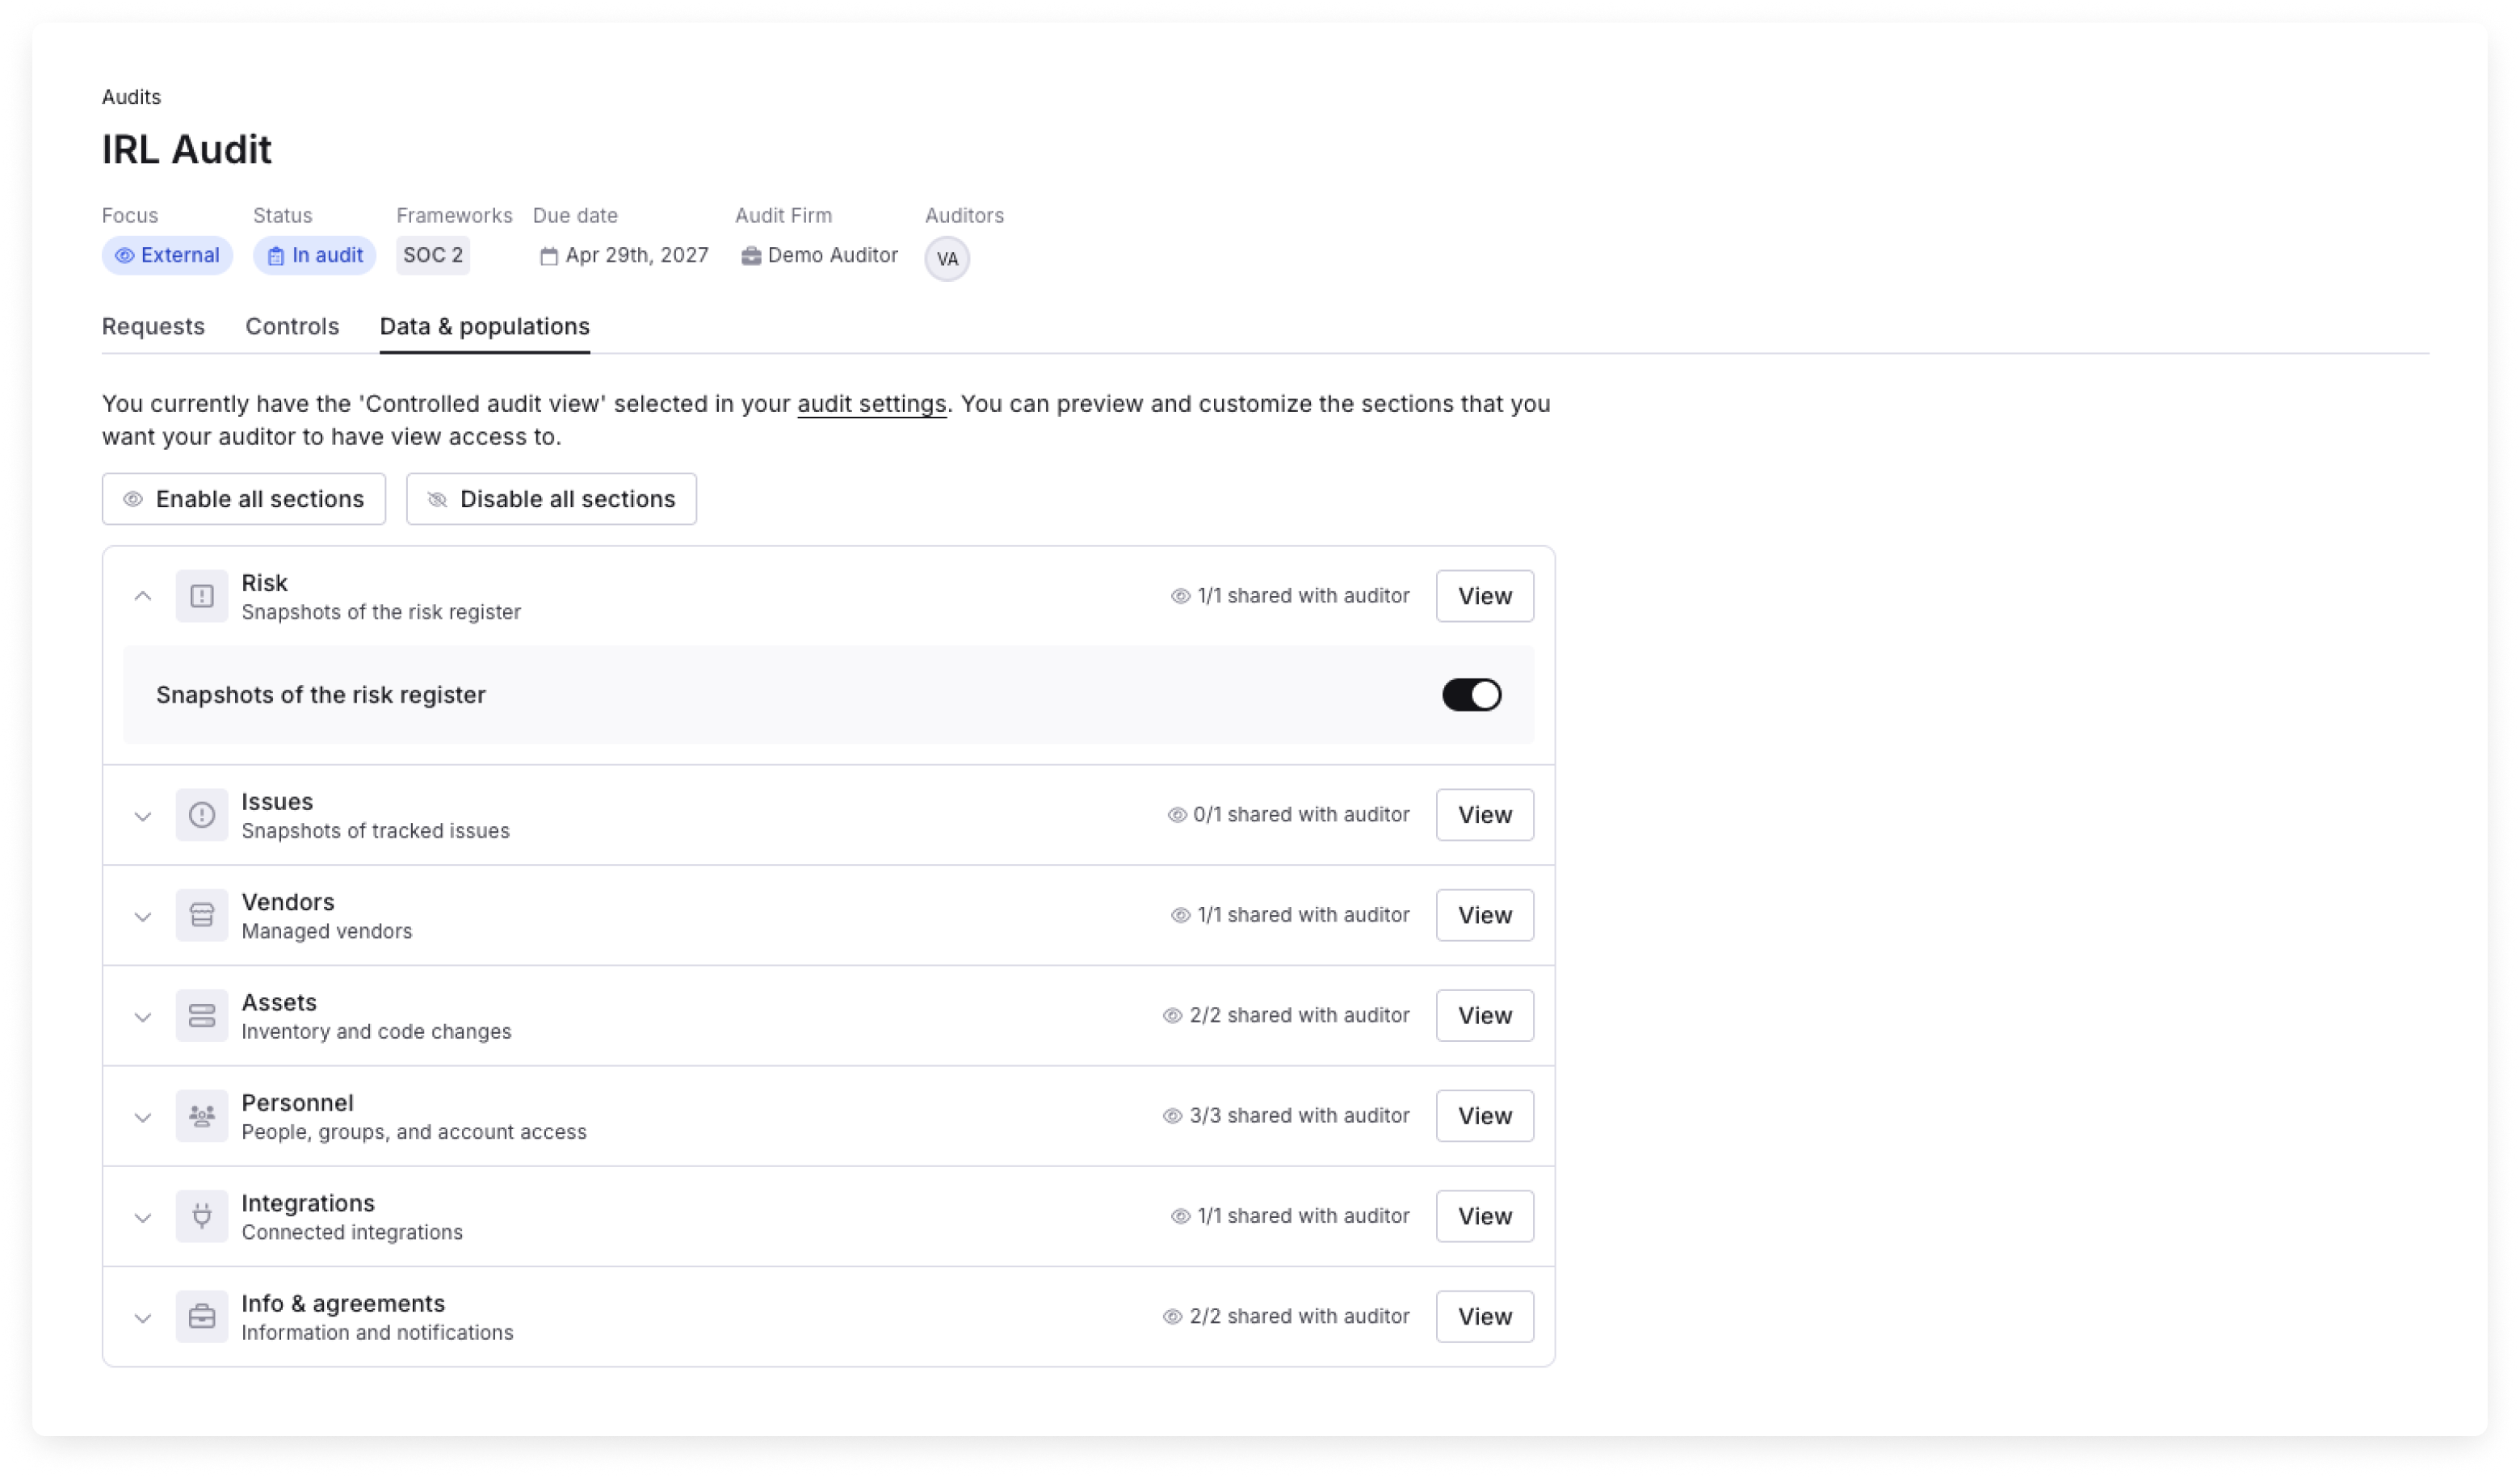 Audits
IRL Audit
Focus Status Frameworks Due date Audit Firm Auditors
External In audit SOC 2 Apr 29th, 2027 Demo Auditor VA
Requests Controls Data & populations
You currently have the 'Controlled audit view' selected in your audit settings. You can preview and customize the sections that you
want your auditor to have view access to.
Enable all sections Disable all sections
Risk
Snapshots of the risk register
1/1 shared with auditor View
Snapshots of the risk register
Issues
Snapshots of tracked issues
0/1 shared with auditor View
Vendors
Managed vendors
1/1 shared with auditor View
Assets
Inventory and code changes
2/2 shared with auditor View
Personnel
People, groups, and account access
3/3 shared with auditor View
Integrations
Connected integrations
1/1 shared with auditor View
Info & agreements
Information and notifications
2/2 shared with auditor View